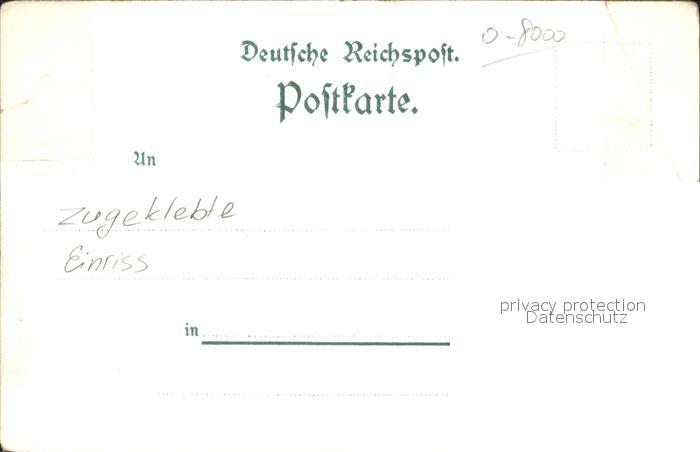 0-8000
Deutsche Reichspost.
Postkarte.
An
zugeklebte
Einriss
in
privacy protection
Datenschutz